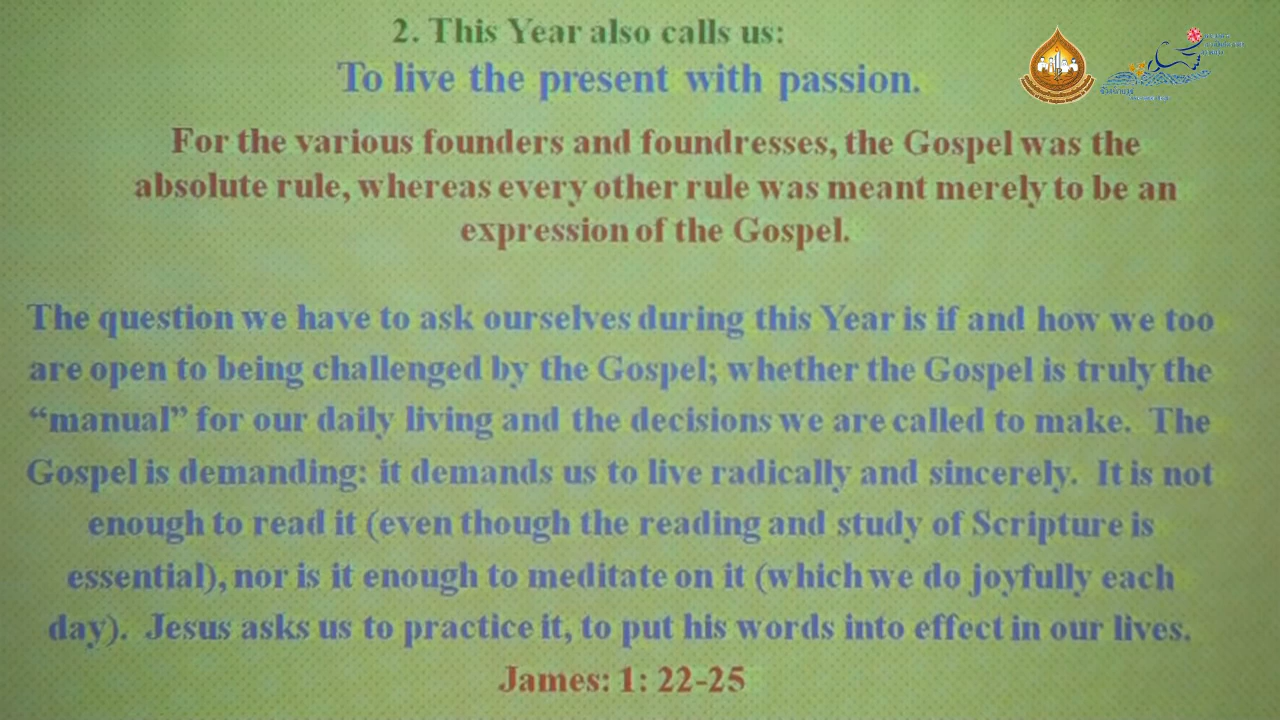 2. This Year also calls us:
To live the present with passion.
For the various founders and foundresses, the Gospel was the
absolute rule, whereas every other rule was meant merely to be an
expression of the Gospel.
The question we have to ask ourselves during this Year is if and how we too
are open to being challenged by the Gospel; whether the Gospel is truly the
“manual” for our daily living and the decisions we are called to make. The
Gospel is demanding: it demands us to live radically and sincerely. It is not
enough to read it (even though the reading and study of Scripture is
essential), nor is it enough to meditate on it (which we do joyfully each
day). Jesus asks us to practice it, to put his words into effect in our lives.
James: 1: 22-25